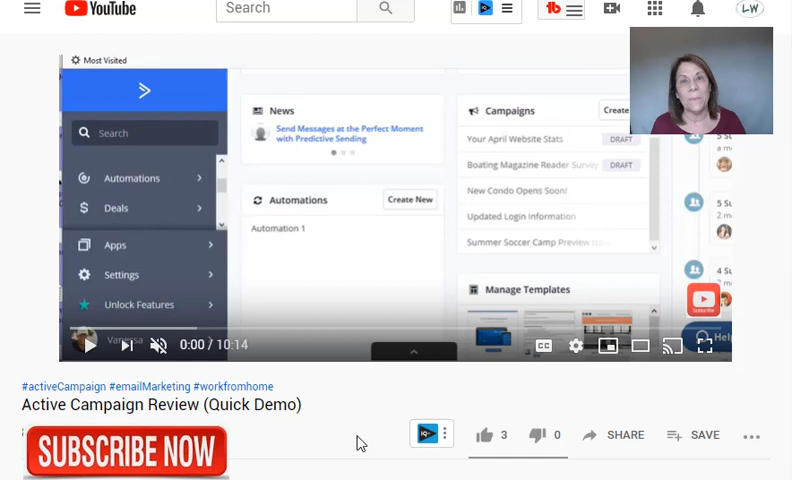 YouTube
Search
LW
Most Visited
Search
Automations
Deals
Apps
Settings
Unlock Features
News
Send Messages at the Perfect Moment
with Predictive Sending
Automations
Create New
Automation 1
Campaigns
Create
Your April Website Stats
DRAFT
Boating Magazine Reader Survey
DRAFT
New Condo Opens Soon!
Updated Login Information
Summer Soccer Camp Preview
Manage Templates
Subscribe
Help
0:00 / 10:14
CC
#activeCampaign #emailMarketing #workfromhome
Active Campaign Review (Quick Demo)
SUBSCRIBE NOW
3
0
SHARE
SAVE